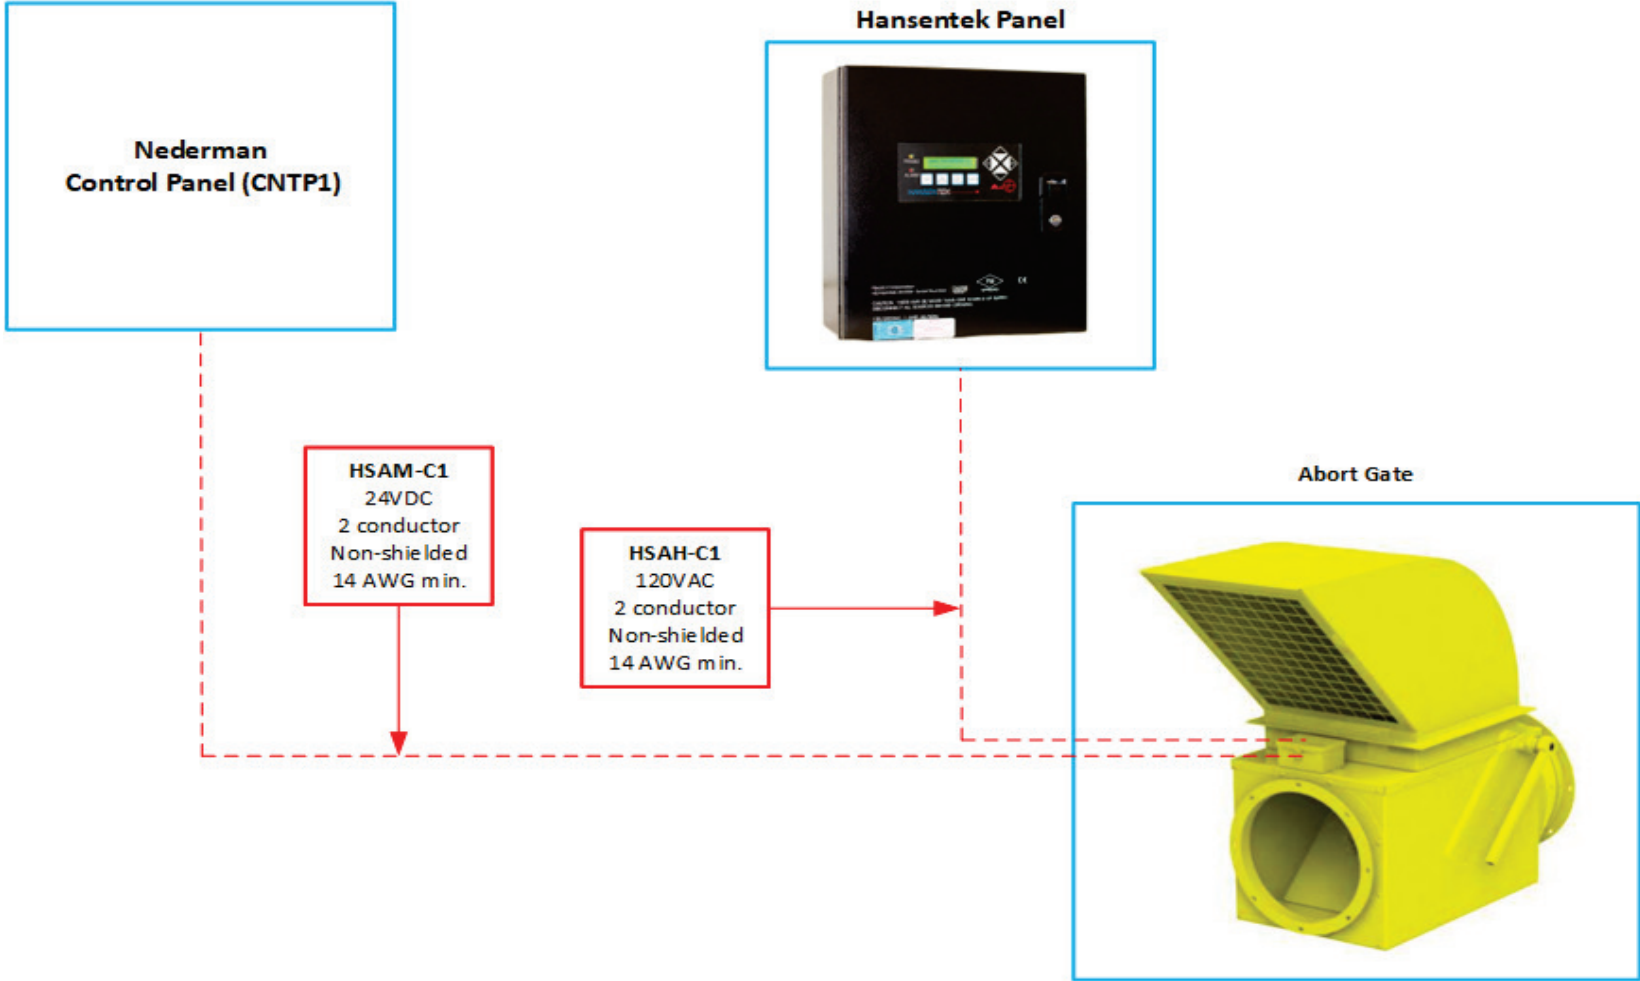 Hansentek Panel
Nederman
Control Panel (CNTP1)
HANSENTEK
HSAM-C1
24VDC
2 conductor
Non-shielded
14 AWG min.
HSAH-C1
120VAC
2 conductor
Non-shielded
14 AWG min.
Abort Gate